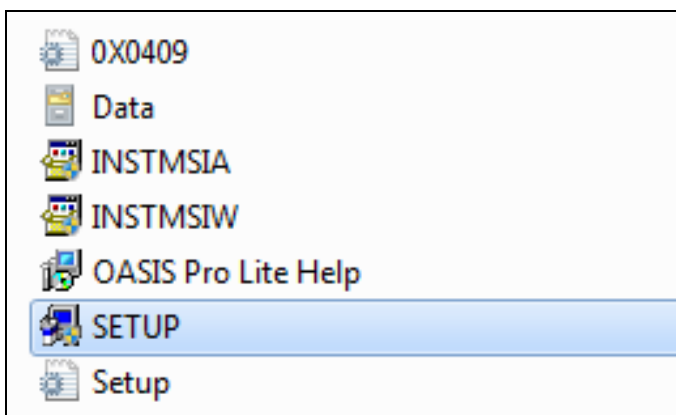 0X0409
Data
INSTMSIA
INSTMSIW
OASIS Pro Lite Help
SETUP
Setup